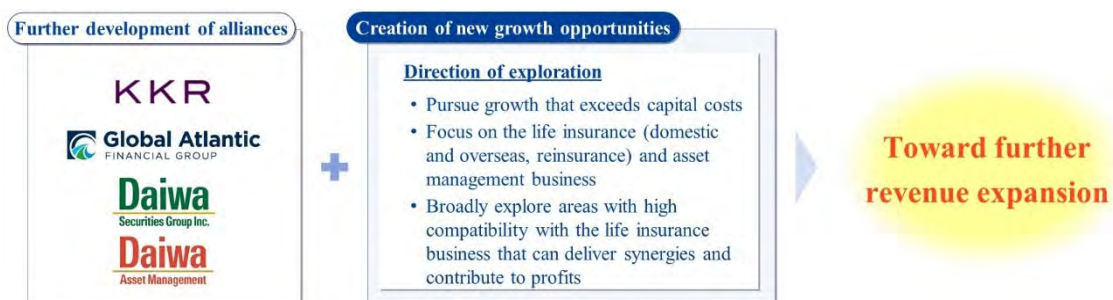 Further development of alliances
KKR
Global Atlantic
FINANCIAL GROUP
Daiwa
Securities Group Inc.
Daiwa
Asset Management
Creation of new growth opportunities
Direction of exploration
• Pursue growth that exceeds capital costs
• Focus on the life insurance (domestic
and overseas, reinsurance) and asset
management business
• Broadly explore areas with high
compatibility with the life insurance
business that can deliver synergies and
contribute to profits
Toward further
revenue expansion